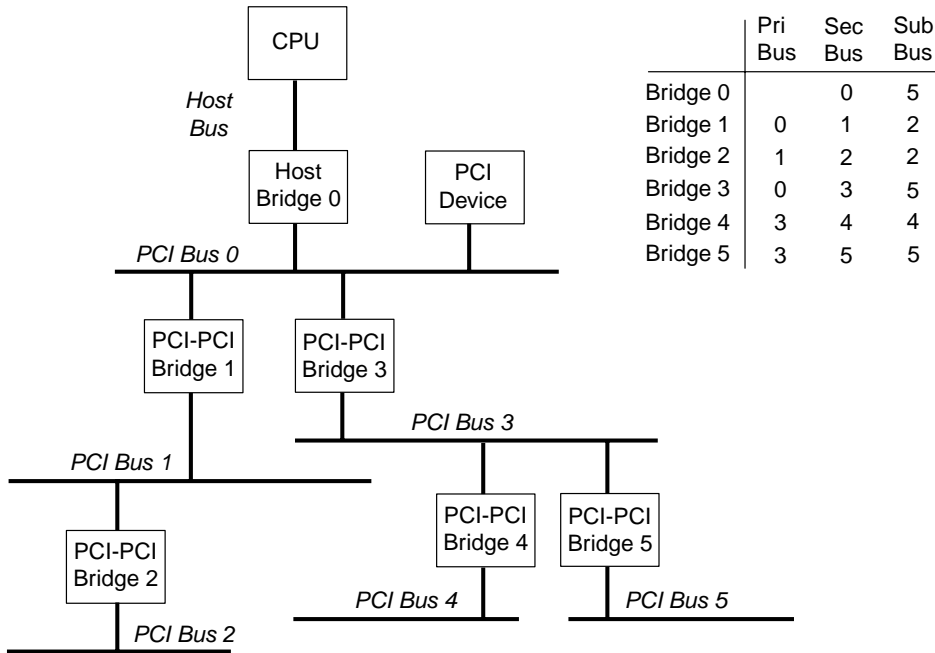 CPU
Host
Bus
Host
Bridge 0
PCI
Device
PCI Bus 0
PCI-PCI
Bridge 1
PCI-PCI
Bridge 3
PCI Bus 3
PCI Bus 1
PCI-PCI
Bridge 4
PCI-PCI
Bridge 5
PCI-PCI
Bridge 2
PCI Bus 4
PCI Bus 5
PCI Bus 2
Pri Sec Sub
Bus Bus Bus
Bridge 0 0 5
Bridge 1 0 1 2
Bridge 2 1 2 2
Bridge 3 0 3 5
Bridge 4 3 4 4
Bridge 5 3 5 5